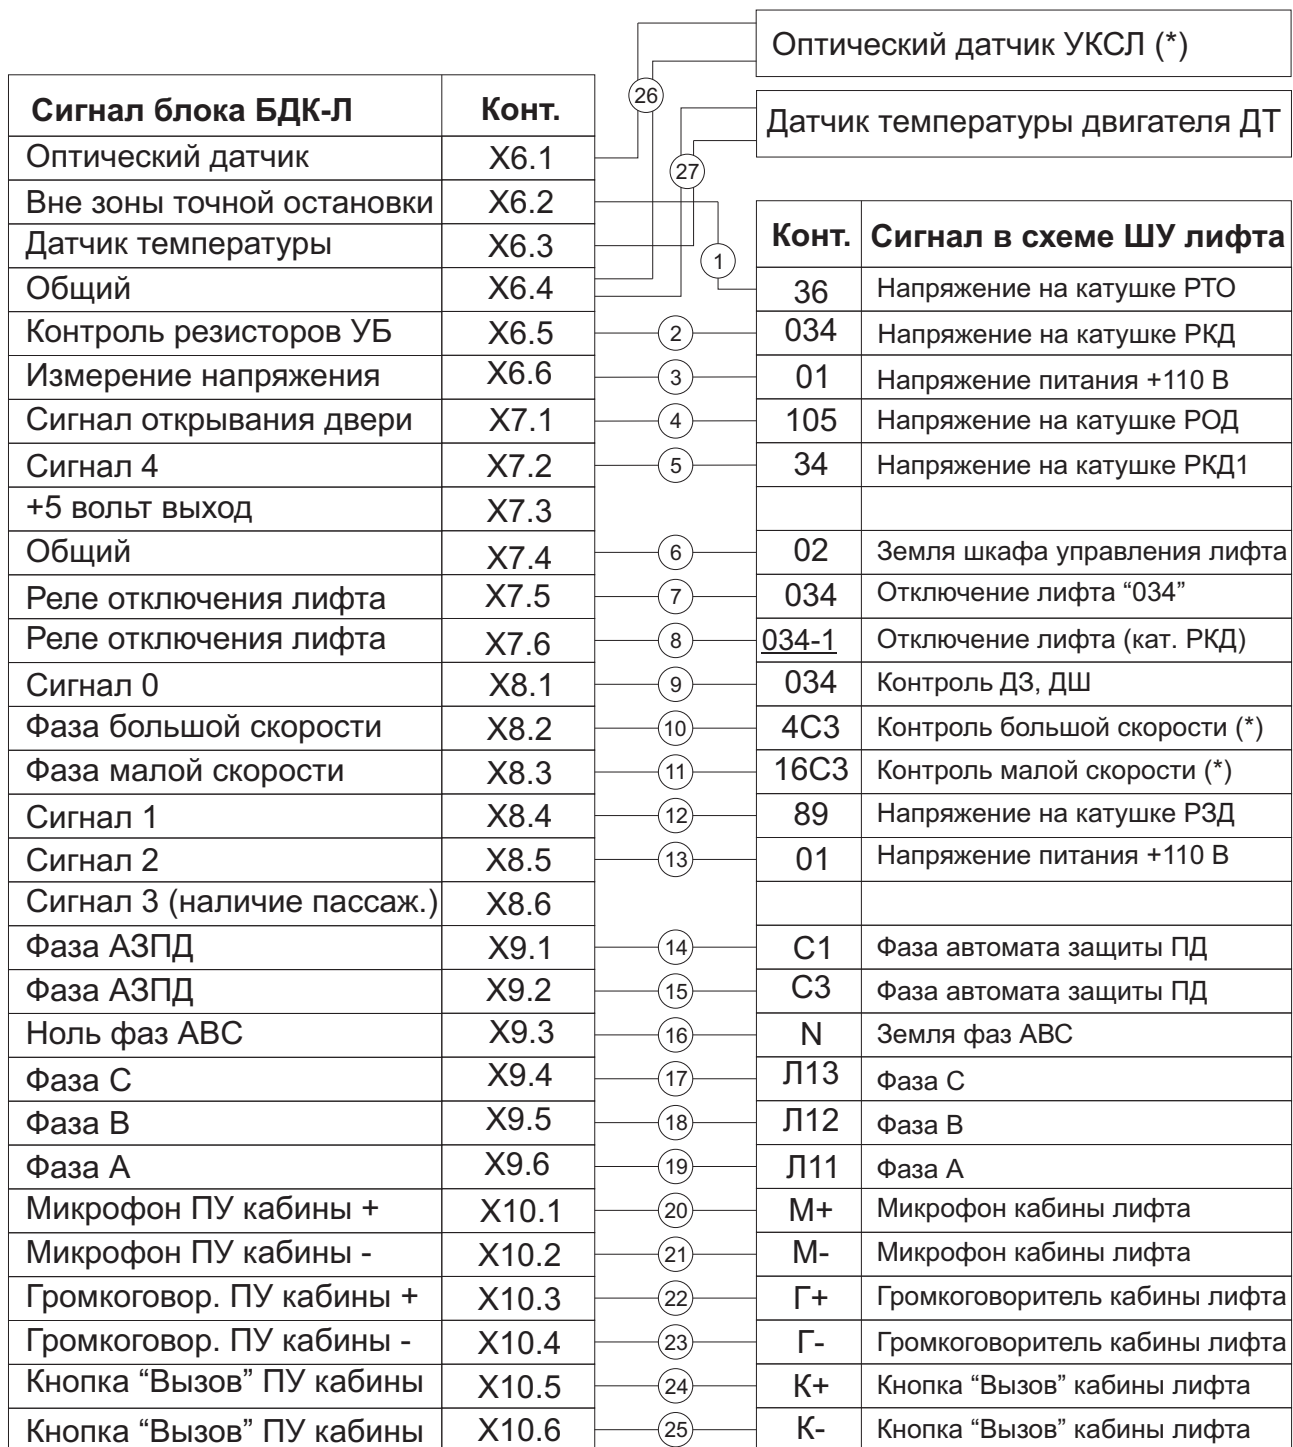 Оптический датчик УКСЛ (*)
26
Датчик температуры двигателя ДТ
27
Сигнал блока БДК-Л Конт.
Оптический датчик X6.1
Вне зоны точной остановки X6.2
Датчик температуры X6.3
Общий X6.4
Конт. Сигнал в схеме ШУ лифта
1 36 Напряжение на катушке РТО
Контроль резисторов УБ X6.5 2 034 Напряжение на катушке РКД
Измерение напряжения X6.6 3 01 Напряжение питания +110 В
Сигнал открывания двери X7.1 4 105 Напряжение на катушке РОД
Сигнал 4 X7.2 5 34 Напряжение на катушке РКД1
+5 вольт выход X7.3
Общий X7.4 6 02 Земля шкафа управления лифта
Реле отключения лифта X7.5 7 034 Отключение лифта “034”
Реле отключения лифта X7.6 8 034-1 Отключение лифта (кат. РКД)
Сигнал 0 X8.1 9 034 Контроль ДЗ, ДШ
Фаза большой скорости X8.2 10 4С3 Контроль большой скорости (*)
Фаза малой скорости X8.3 11 16С3 Контроль малой скорости (*)
Сигнал 1 X8.4 12 89 Напряжение на катушке РЗД
Сигнал 2 X8.5 13 01 Напряжение питания +110 В
Сигнал 3 (наличие пассаж.) X8.6
Фаза АЗПД X9.1 14 С1 Фаза автомата защиты ПД
Фаза АЗПД X9.2 15 С3 Фаза автомата защиты ПД
Ноль фаз АВС X9.3 16 N Земля фаз АВС
Фаза С X9.4 17 Л13 Фаза С
Фаза В X9.5 18 Л12 Фаза В
Фаза А X9.6 19 Л11 Фаза А
Микрофон ПУ кабины + X10.1 20 М+ Микрофон кабины лифта
Микрофон ПУ кабины - X10.2 21 М- Микрофон кабины лифта
Громкоговор. ПУ кабины + X10.3 22 Г+ Громкоговоритель кабины лифта
Громкоговор. ПУ кабины - X10.4 23 Г- Громкоговоритель кабины лифта
Кнопка “Вызов” ПУ кабины X10.5 24 К+ Кнопка “Вызов” кабины лифта
Кнопка “Вызов” ПУ кабины X10.6 25 К- Кнопка “Вызов” кабины лифта